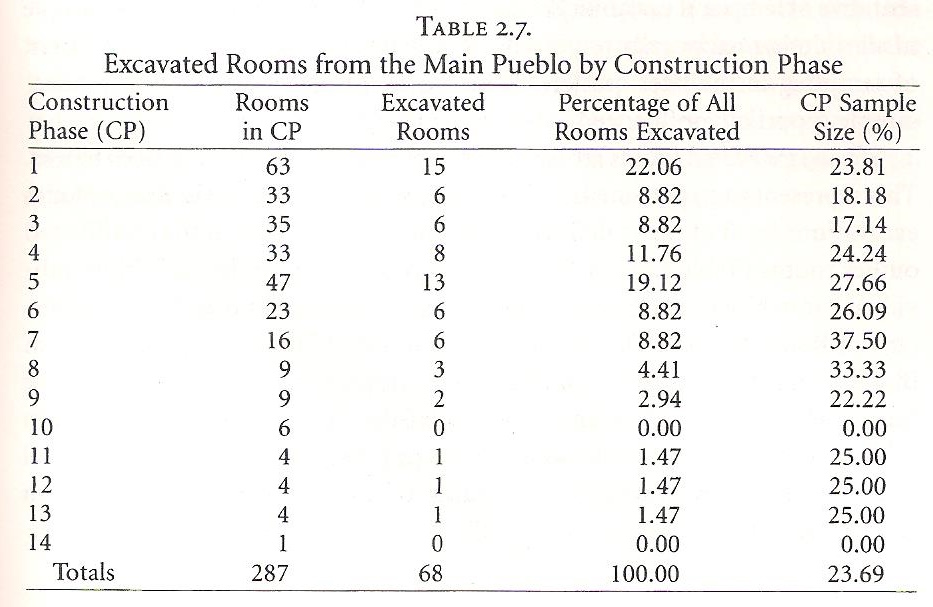 TABLE 2.7.
Excavated Rooms from the Main Pueblo by Construction Phase
Construction Rooms Excavated Percentage of All CP Sample
Phase (CP) in CP Rooms Rooms Excavated Size (%)
1 63 15 22.06 23.81
2 33 6 8.82 18.18
3 35 6 8.82 17.14
4 33 8 11.76 24.24
5 47 13 19.12 27.66
6 23 6 8.82 26.09
7 16 6 8.82 37.50
8 9 3 4.41 33.33
9 9 2 2.94 22.22
10 6 0 0.00 0.00
11 4 1 1.47 25.00
12 4 1 1.47 25.00
13 4 1 1.47 25.00
14 1 0 0.00 0.00
Totals 287 68 100.00 23.69